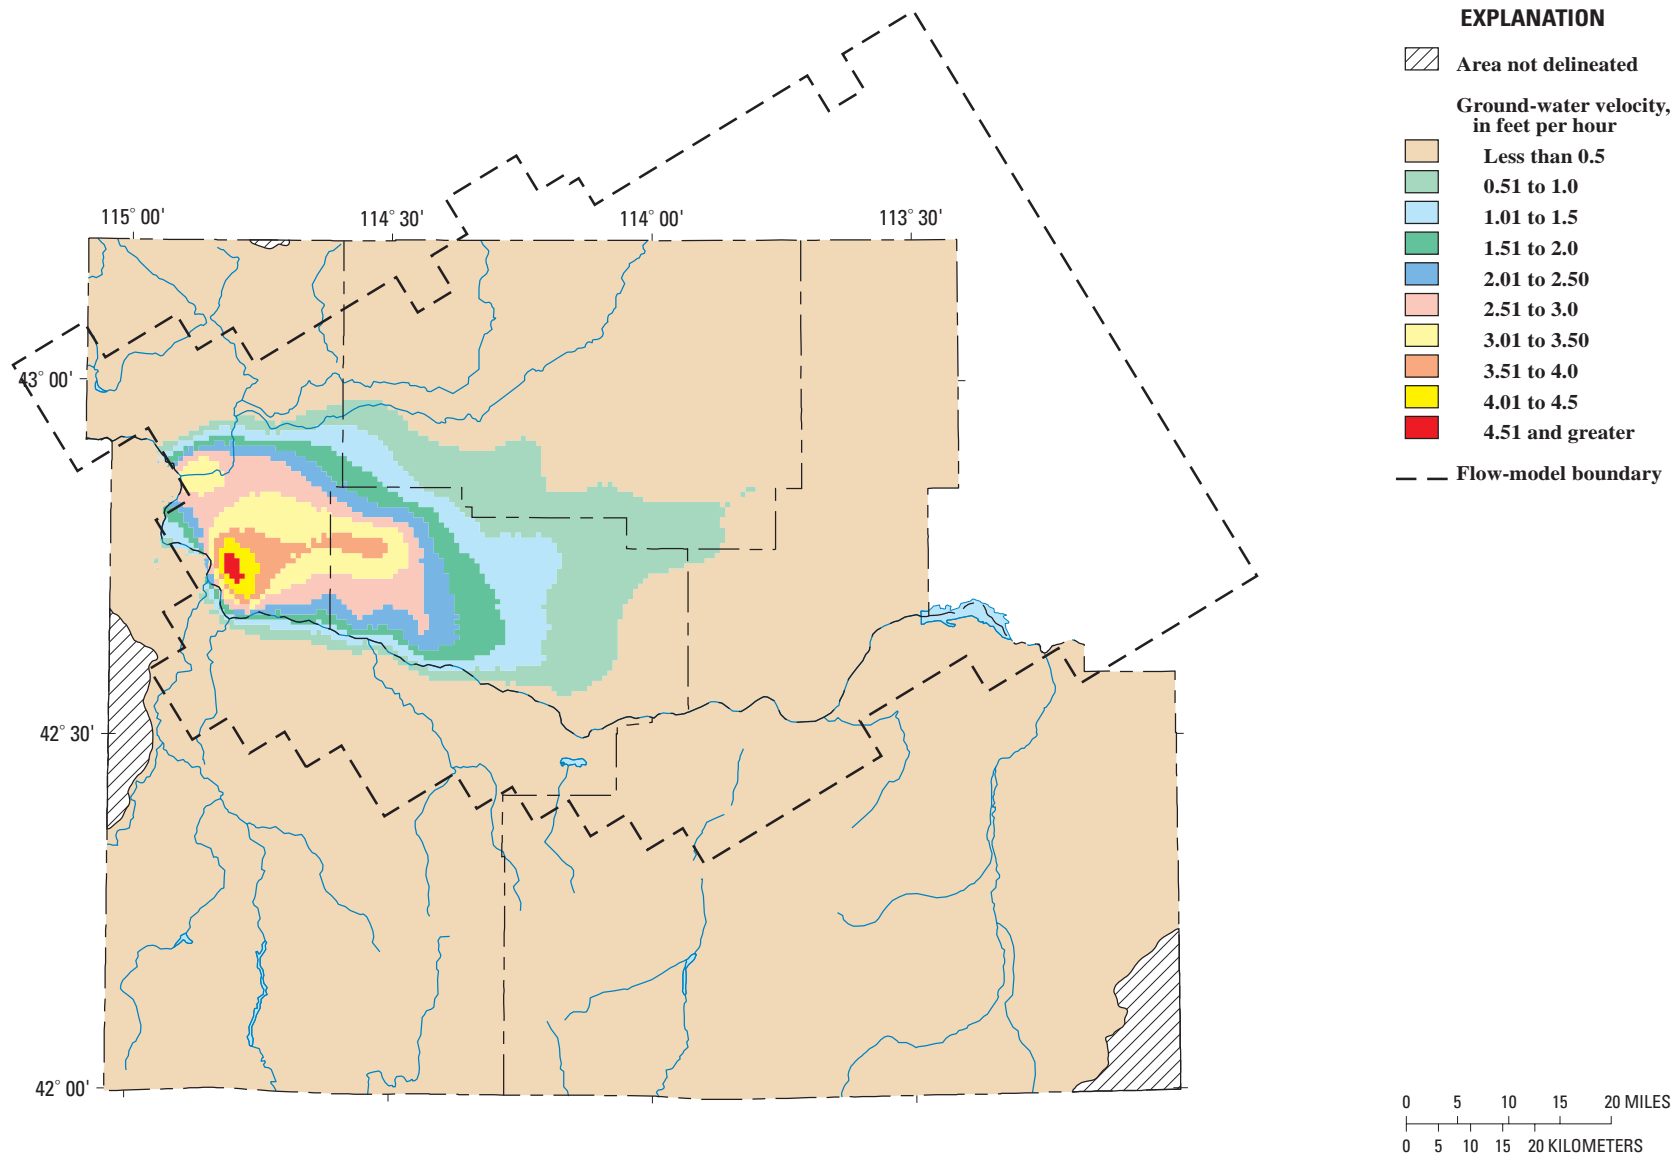 EXPLANATION
Area not delineated
Ground-water velocity,
in feet per hour
Less than 0.5
0.51 to 1.0
1.01 to 1.5
1.51 to 2.0
2.01 to 2.50
2.51 to 3.0
3.01 to 3.50
3.51 to 4.0
4.01 to 4.5
4.51 and greater
Flow-model boundary
115° 00' 114° 30' 114° 00' 113° 30'
43° 00'
42° 30'
42° 00'
0 5 10 15 20 MILES
0 5 10 15 20 KILOMETERS